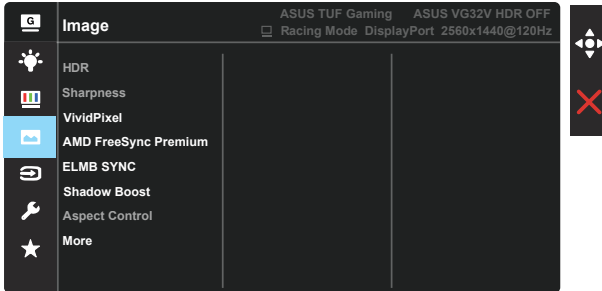 G
Image
ASUS TUF Gaming ASUS VG32V HDR OFF
Racing Mode DisplayPort 2560x1440@120Hz
HDR
Sharpness
VividPixel
AMD FreeSync Premium
ELMB SYNC
Shadow Boost
Aspect Control
More